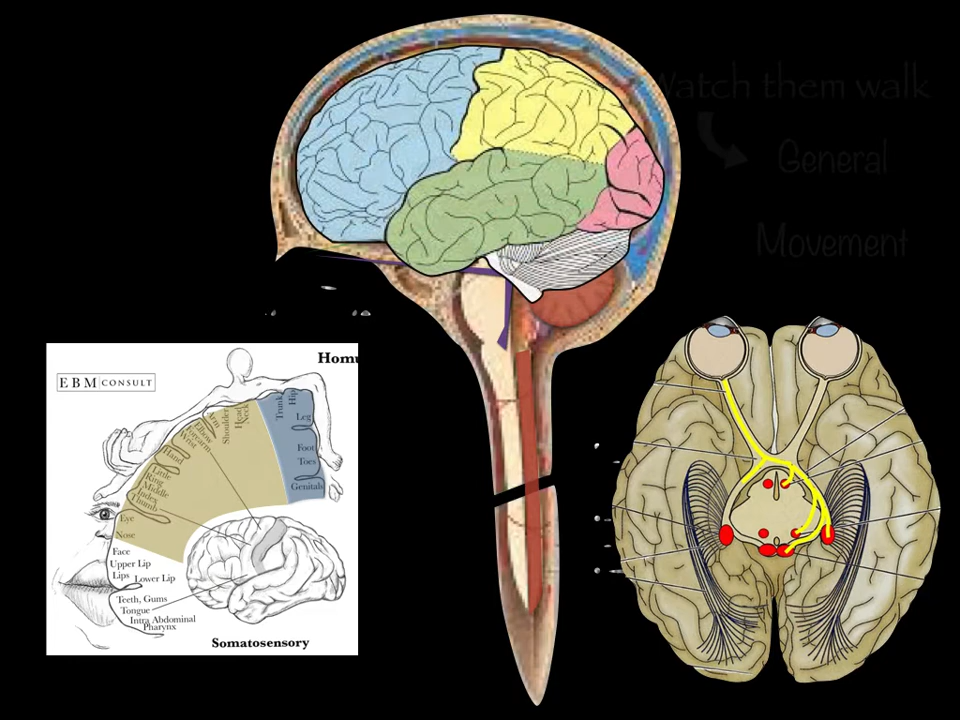 Watch them walk
General
Movement
EBM CONSULT
Trunk
Hip
Neck
Head
Shoulder
Arm
Elbow
Forearm
Wrist
Hand
Little
Ring
Middle
Index
Thumb
Eye
Nose
Face
Upper Lip
Lips
Lower Lip
Teeth, Gums
Tongue
Intra Abdominal
Pharynx
Leg
Foot
Toes
Genitals
Somatosensory